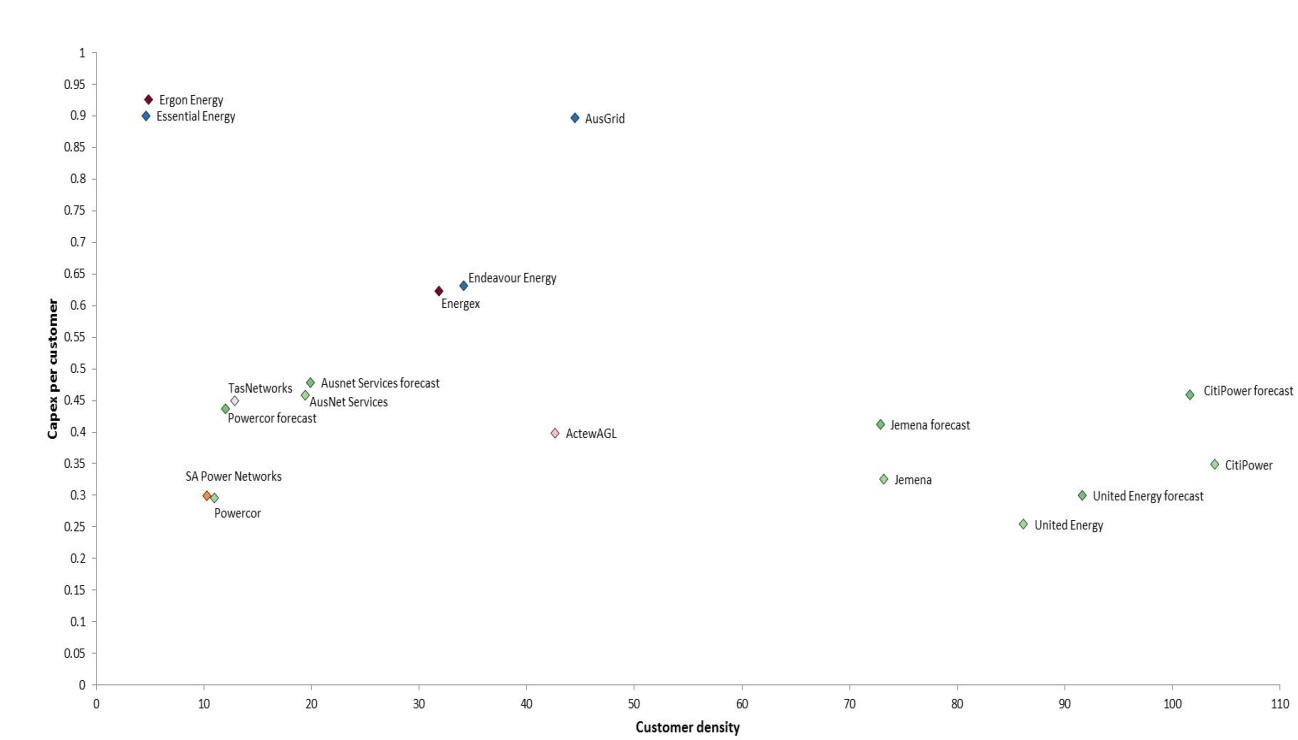 1
0.95
Ergon Energy
0.9
Essential Energy
AusGrid
0.85
0.8
0.75
0.7
0.65
Endeavour Energy
0.6
Energex
0.55
0.5
Ausnet Services forecast
TasNetworks
CitiPower forecast
0.45
AusNet Services
Powercor forecast
Jemena forecast
0.4
ActewAGL
0.35
CitiPower
SA Power Networks
Jemena
0.3
United Energy forecast
Powercor
0.25
United Energy
0.2
0.15
0.1
0.05
0
Capex per customer
0 10 20 30 40 50 60 70 80 90 100 110
Customer density